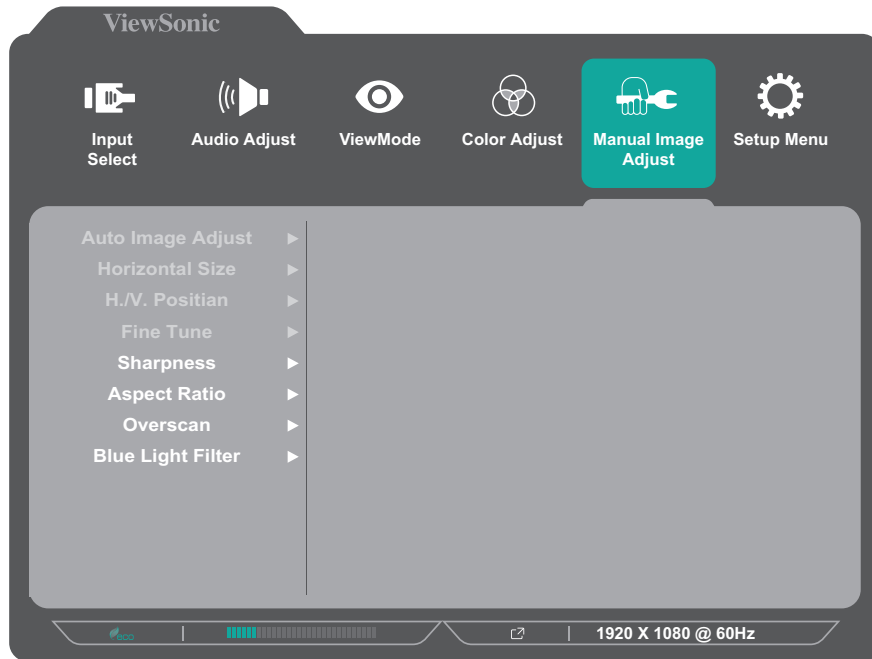 ViewSonic
Input
Select
Audio Adjust
ViewMode
Color Adjust
Manual Image
Adjust
Setup Menu
Auto Image Adjust
Horizontal Size
H./V. Positian
Fine Tune
Sharpness
Aspect Ratio
Overscan
Blue Light Filter
eco
1920 X 1080 @ 60Hz